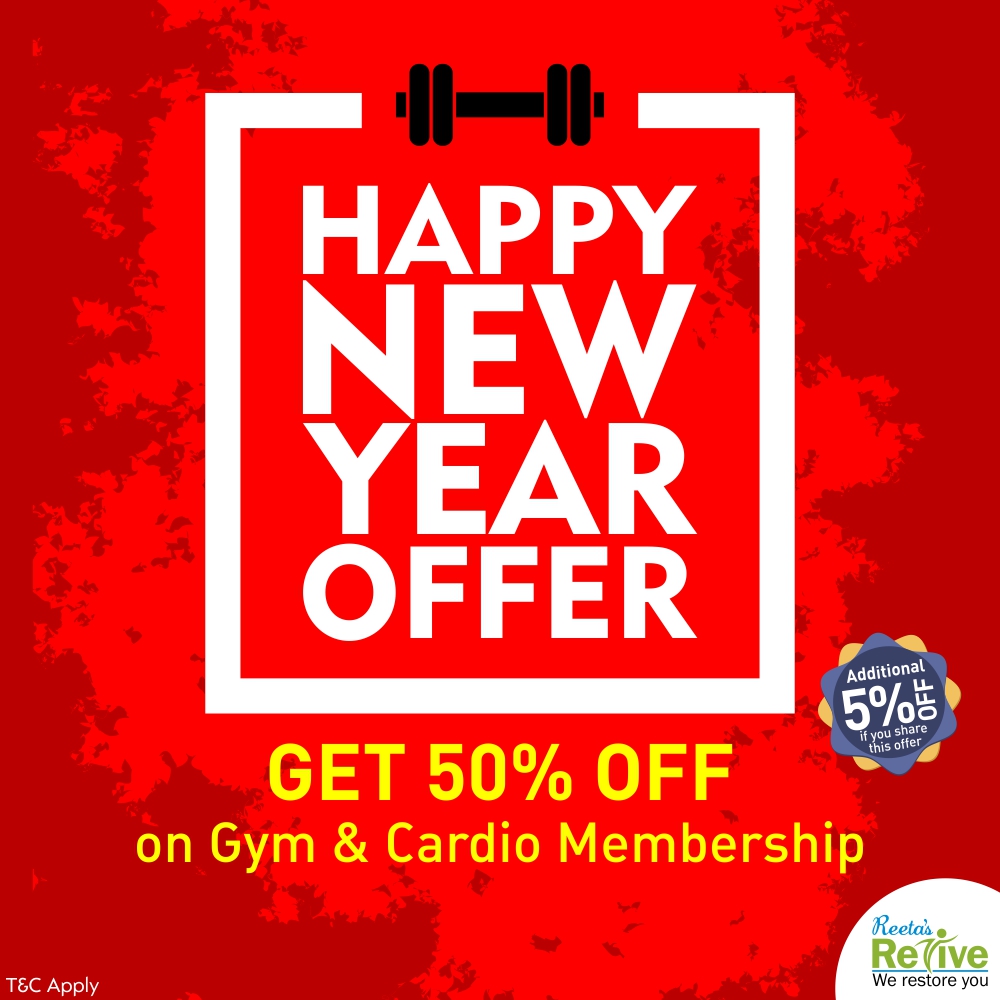 HAPPY
NEW
YEAR
OFFER
Additional
5% OFF
if you share
this offer
GET 50% OFF
on Gym & Cardio Membership
Reeta's
ReVive
We restore you
T&C Apply